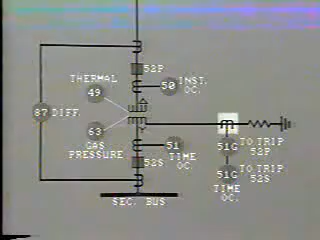 52P
THERMAL
49
50 INST.
OC.
87 DIFF.
63
GAS
PRESSURE
51 TIME
OC.
52S
51G TO TRIP
52P
51G TO TRIP
52S
TIME
OC.
SEC. BUS